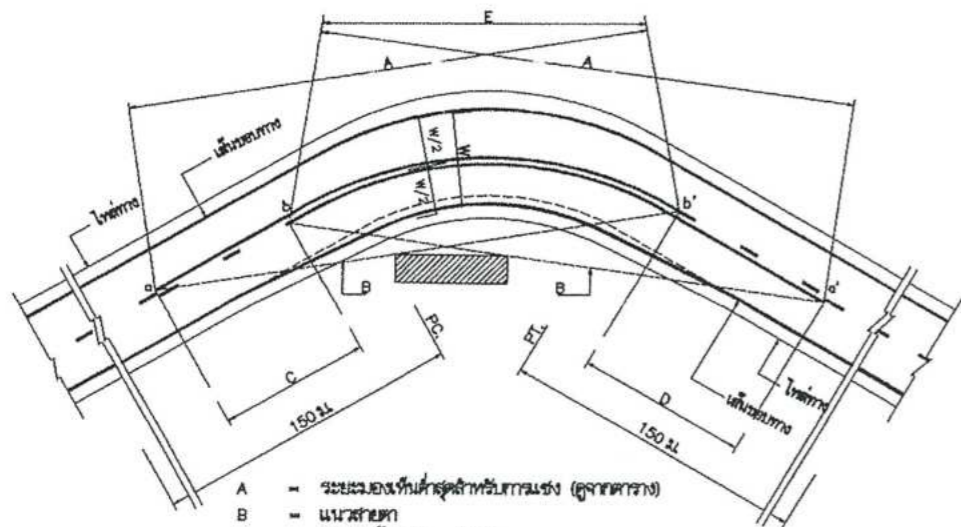 E
A
A
เส้นขอบทาง
ไหล่ทาง
W/2
W
W/2
b'
a
a'
B
B
PC.
PT.
C
D
ไหล่ทาง
เส้นขอบทาง
150 ม.
150 ม.
A = ระยะมองเห็นต่ำสุดสำหรับการแซง (ดูจากตาราง)
B = แนวสายตา